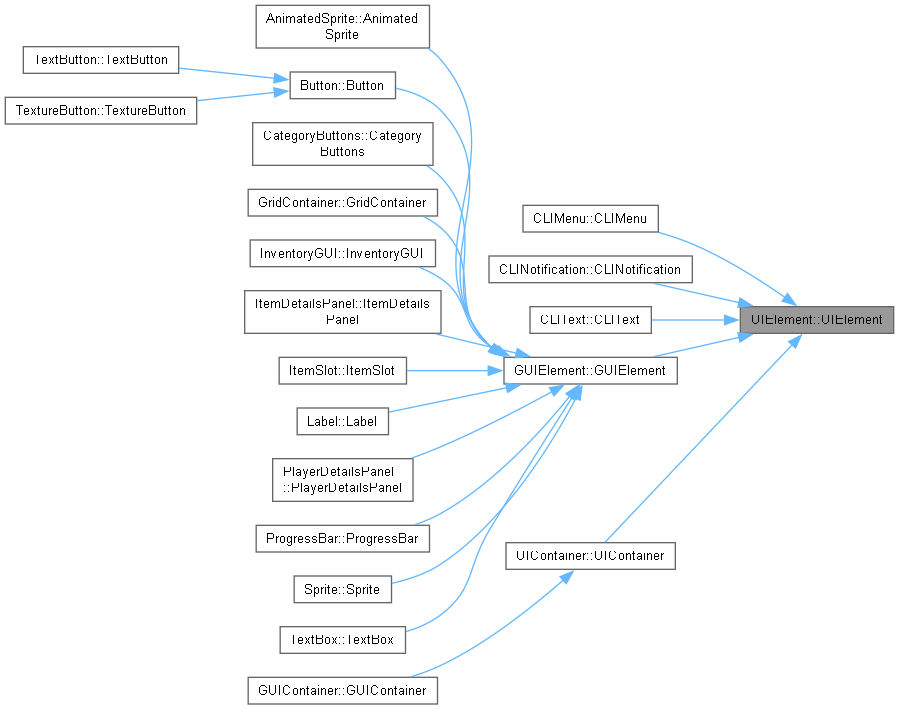 AnimatedSprite::Animated
Sprite
TextButton::TextButton
Button::Button
TextureButton::TextureButton
CategoryButtons::Category
Buttons
GridContainer::GridContainer
CLIMenu::CLIMenu
InventoryGUI::InventoryGUI
CLINotification::CLINotification
ItemDetailsPanel::ItemDetails
Panel
CLIText::CLIText
UIElement::UIElement
ItemSlot::ItemSlot
GUIElement::GUIElement
Label::Label
PlayerDetailsPanel
::PlayerDetailsPanel
ProgressBar::ProgressBar
UIContainer::UIContainer
Sprite::Sprite
TextBox::TextBox
GUIContainer::GUIContainer